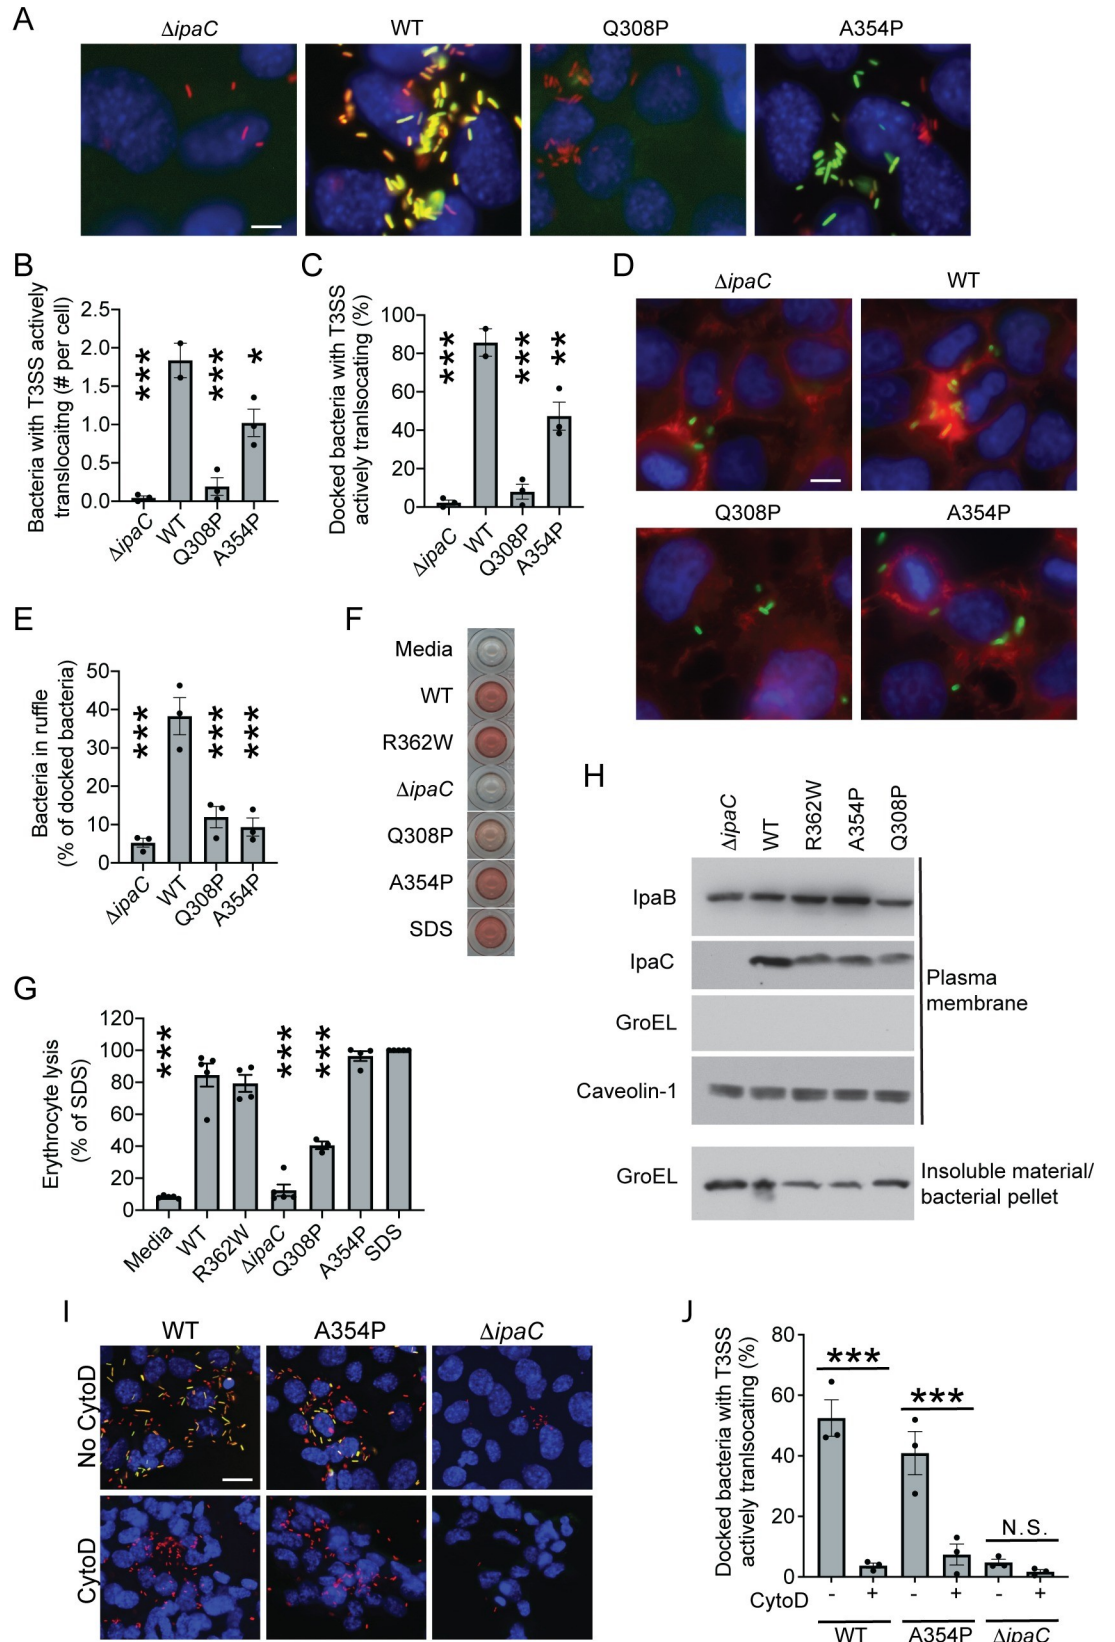 A
ΔipaC WT Q308P A354P
B
Bacteria with T3SS actively
translocaitng (# per cell)
2.5
2.0
1.5
1.0
0.5
0.0
*** *** *
ΔipaC WT Q308P A354P
C
Docked bacteria with T3SS
actively tranlsocating (%)
100
80
60
40
20
0
*** *** **
ΔipaC WT Q308P A354P
D
ΔipaC WT
Q308P A354P
E
Bacteria in ruffle
(% of docked bacteria)
50
40
30
20
10
0
*** *** ***
ΔipaC WT Q308P A354P
F
Media
WT
R362W
ΔipaC
Q308P
A354P
SDS
G
Erythrocyte lysis
(% of SDS)
120
100
80
60
40
20
0
*** *** ***
Media WT R362W ΔipaC Q308P A354P SDS
H
ΔipaC WT R362W A354P Q308P
IpaB
IpaC
GroEL
Caveolin-1
Plasma
membrane
GroEL
Insoluble material/
bacterial pellet
I
WT A354P ΔipaC
No CytoD
CytoD
J
Docked bacteria with T3SS
actively tranlsocating (%)
80
60
40
20
0
*** *** N.S.
CytoD - + - + - +
WT A354P ΔipaC